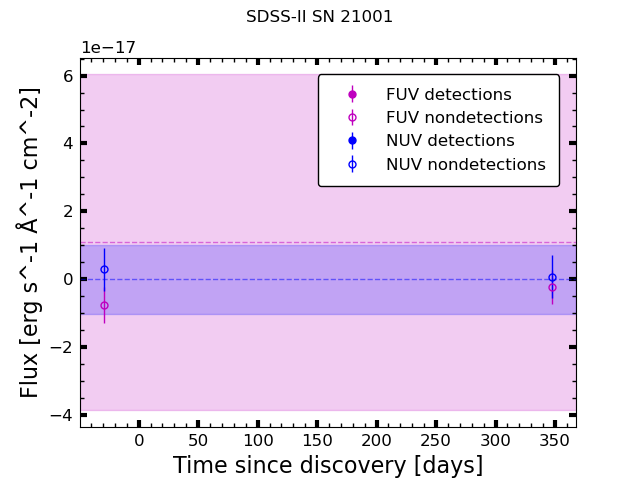 SDSS-II SN 21001
1e−17
FUV detections
FUV nondetections
NUV detections
NUV nondetections
6
4
2
0
−2
−4
Flux [erg s^-1 Å^-1 cm^-2]
0 50 100 150 200 250 300 350
Time since discovery [days]